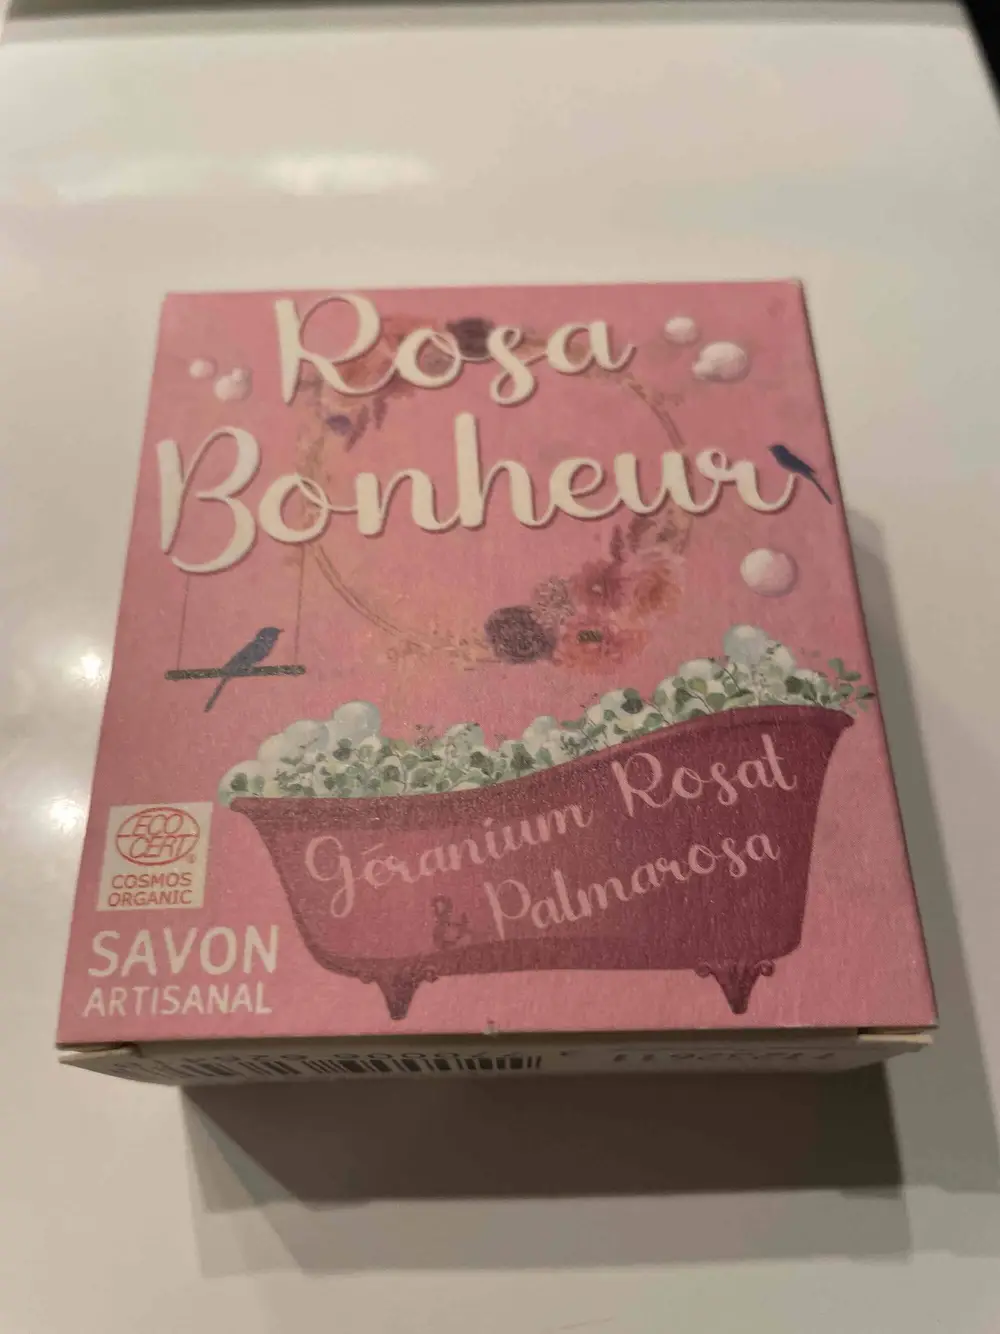 Rosa
Bonheur
Géranium Rosat
& Palmarosa
ECO
CERT®
COSMOS
ORGANIC
SAVON
ARTISANAL